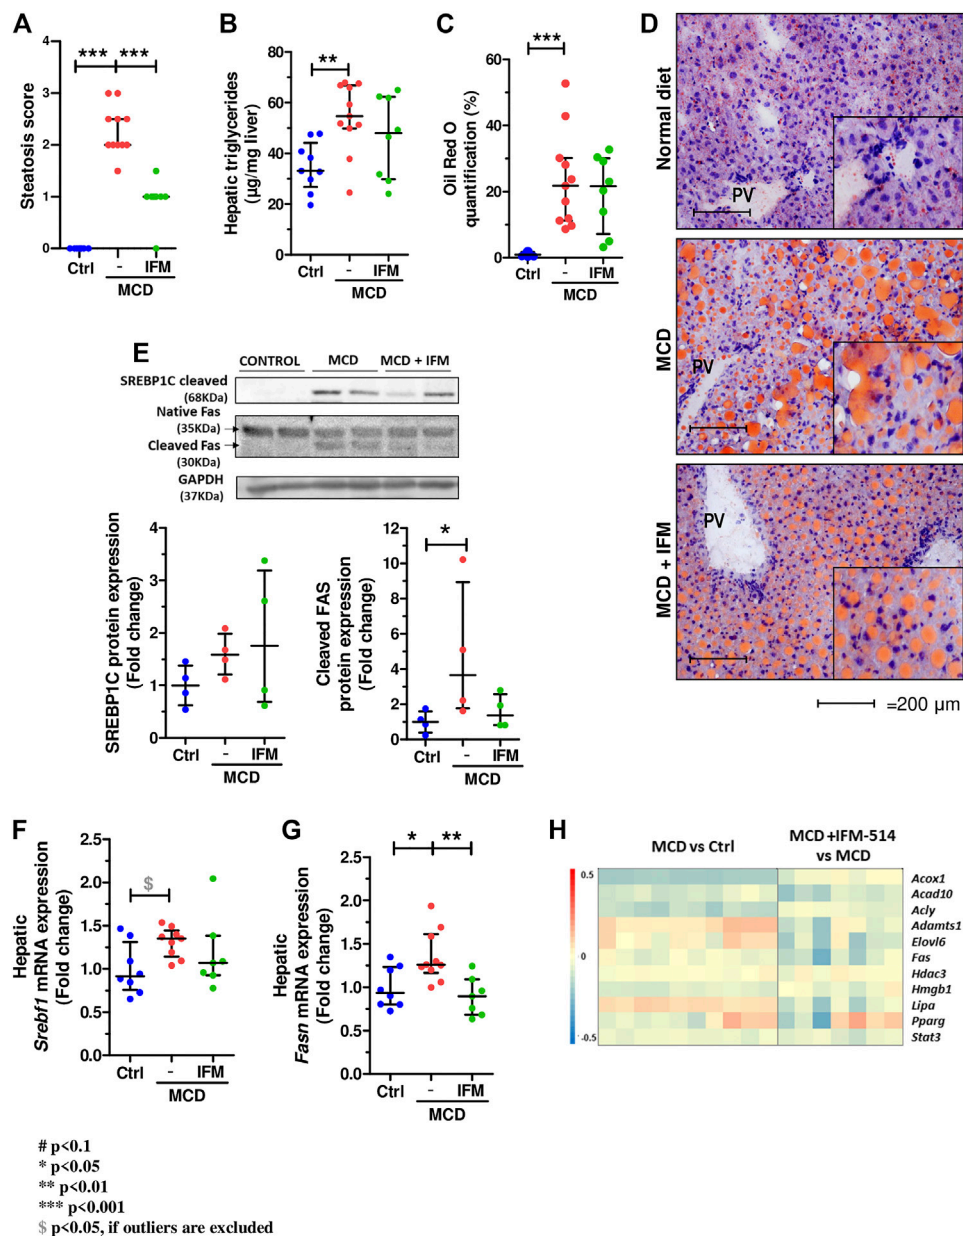 A
***
***
Steatosis score
4
3
2
1
0
Ctrl
-
IFM
MCD
B
**
Hepatic triglycerides
(µg/mg liver)
80
60
40
20
0
Ctrl
-
IFM
MCD
C
***
Oil Red O
quantification (%)
60
40
20
0
Ctrl
-
IFM
MCD
D
Normal diet
PV
MCD
PV
MCD + IFM
PV
=200 µm
E
CONTROL
MCD
MCD + IFM
SREBP1C cleaved
(68KDa)
Native Fas
(35KDa)
Cleaved Fas
(30KDa)
GAPDH
(37KDa)
SREBP1C protein expression
(Fold change)
4
3
2
1
0
Ctrl
-
IFM
MCD
*
Cleaved FAS
protein expression
(Fold change)
12
10
8
6
4
2
0
Ctrl
-
IFM
MCD
F
$
Hepatic
Srebf1 mRNA expression
(Fold change)
2.5
2.0
1.5
1.0
0.5
0.0
Ctrl
-
IFM
MCD
G
*
**
Hepatic
Fasn mRNA expression
(Fold change)
2.5
2.0
1.5
1.0
0.5
0.0
Ctrl
-
IFM
MCD
H
MCD vs Ctrl
MCD +IFM-514
vs MCD
0.5
0
-0.5
Acox1
Acad10
Acly
Adamts1
Elovl6
Fas
Hdac3
Hmgb1
Lipa
Pparg
Stat3
# p<0.1
* p<0.05
** p<0.01
*** p<0.001
$ p<0.05, if outliers are excluded